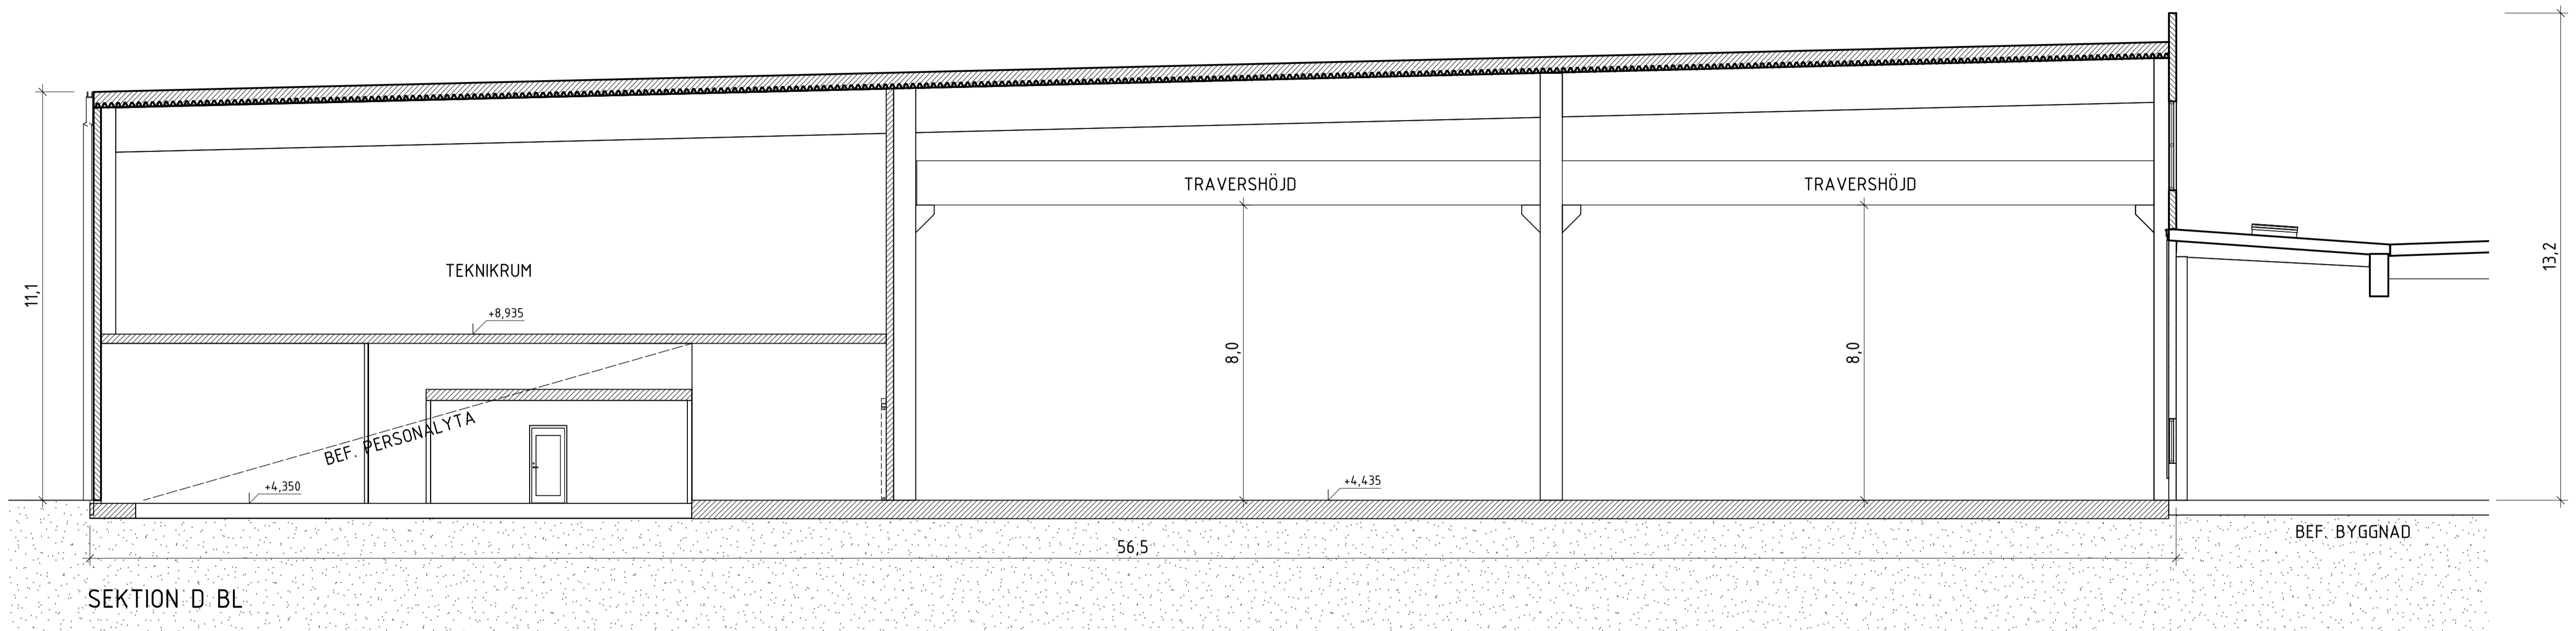 TRAVERSHÖJD
TRAVERSHÖJD
13,2
TEKNIKRUM
11,1
+8,935
8,0
8,0
BEF. PERSONALYTA
+4,350
+4,435
BEF. BYGGNAD
56,5
SEKTION D BL